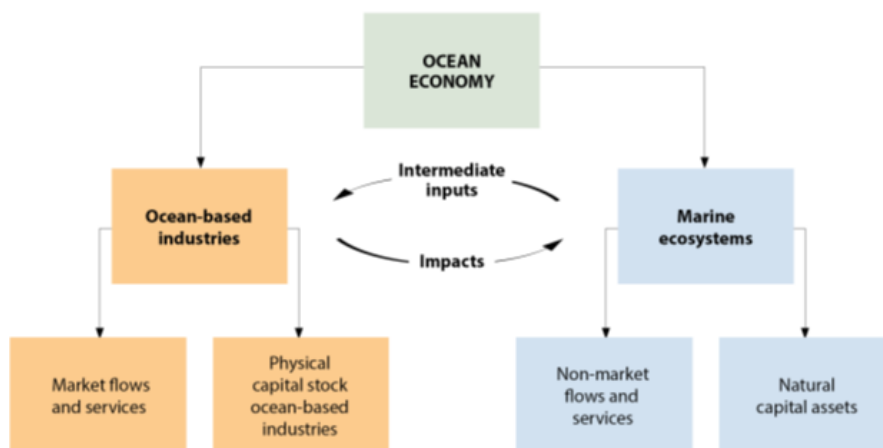 OCEAN
ECONOMY
Intermediate
inputs
Ocean-based
industries
Marine
ecosystems
Impacts
Market flows
and services
Physical
capital stock
ocean-based
industries
Non-market
flows and
services
Natural
capital assets